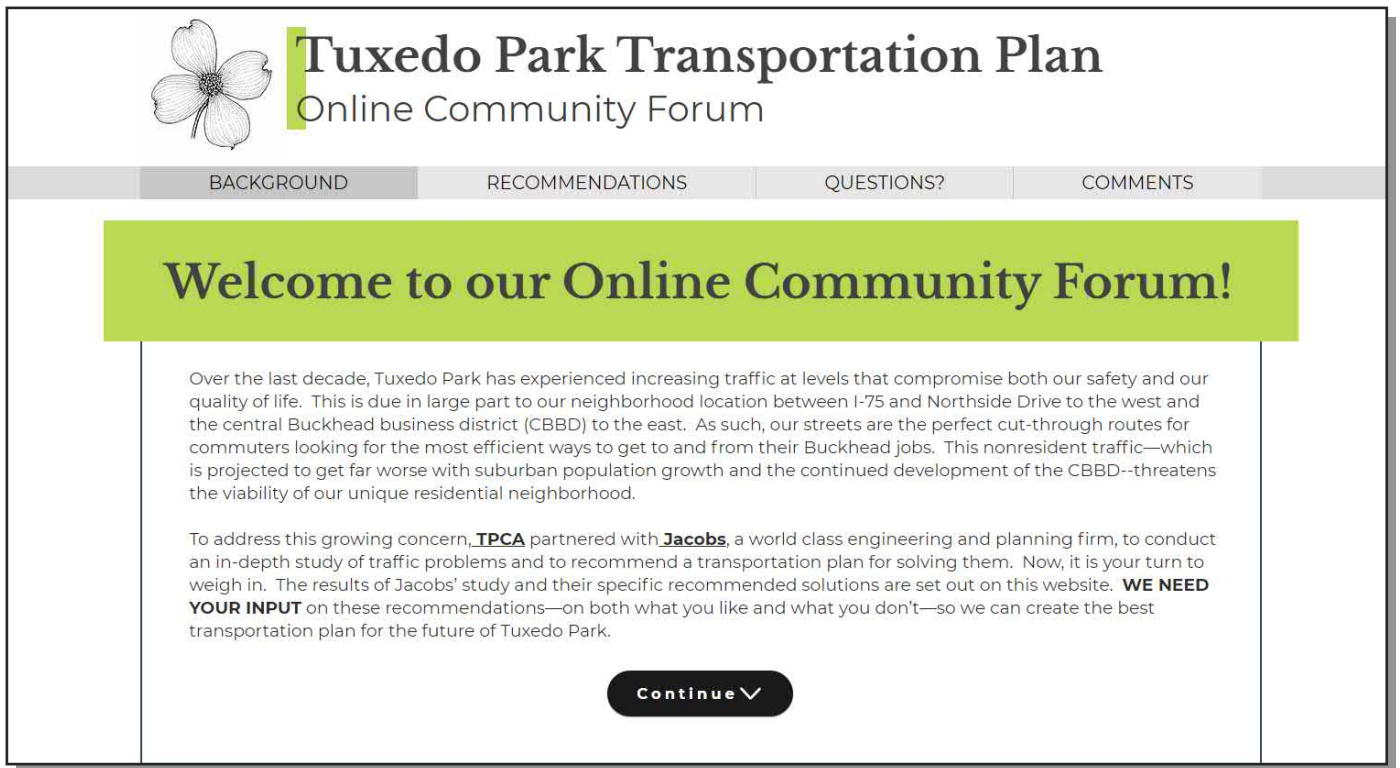 Tuxedo Park Transportation Plan
Online Community Forum
BACKGROUND
RECOMMENDATIONS
QUESTIONS?
COMMENTS
Welcome to our Online Community Forum!
Over the last decade, Tuxedo Park has experienced increasing traffic at levels that compromise both our safety and our
quality of life. This is due in large part to our neighborhood location between I-75 and Northside Drive to the west and
the central Buckhead business district (CBBD) to the east. As such, our streets are the perfect cut-through routes for
commuters looking for the most efficient ways to get to and from their Buckhead jobs. This nonresident traffic—which
is projected to get far worse with suburban population growth and the continued development of the CBBD--threatens
the viability of our unique residential neighborhood.
To address this growing concern, TPCA partnered with Jacobs, a world class engineering and planning firm, to conduct
an in-depth study of traffic problems and to recommend a transportation plan for solving them. Now, it is your turn to
weigh in. The results of Jacobs’ study and their specific recommended solutions are set out on this website. WE NEED
YOUR INPUT on these recommendations—on both what you like and what you don’t—so we can create the best
transportation plan for the future of Tuxedo Park.
Continue